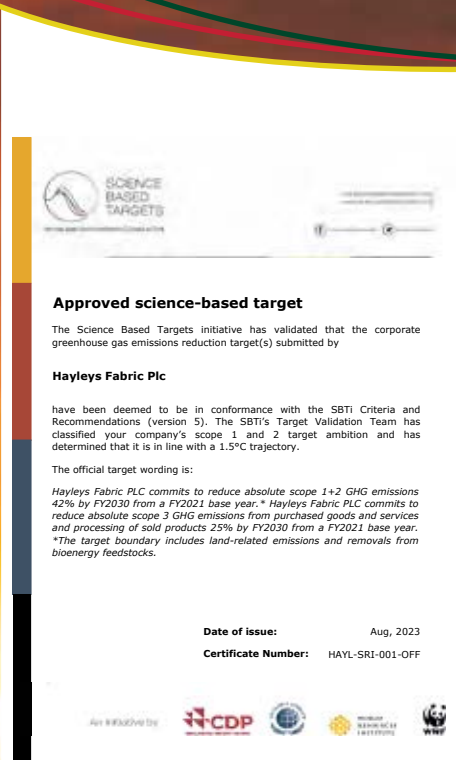 SCIENCE
BASED
TARGETS
Approved science-based target
The Science Based Targets initiative has validated that the corporate
greenhouse gas emissions reduction target(s) submitted by
Hayleys Fabric Plc
have been deemed to be in conformance with the SBTi Criteria and
Recommendations (version 5). The SBTi's Target Validation Team has
classified your company's scope 1 and 2 target ambition and has
determined that it is in line with a 1.5°C trajectory.
The official target wording is:
Hayleys Fabric PLC commits to reduce absolute scope 1+2 GHG emissions
42% by FY2030 from a FY2021 base year.* Hayleys Fabric PLC commits to
reduce absolute scope 3 GHG emissions from purchased goods and services
and processing of sold products 25% by FY2030 from a FY2021 base year.
*The target boundary includes land-related emissions and removals from
bioenergy feedstocks.
Date of issue: Aug, 2023
Certificate Number: HAYL-SRI-001-OFF
An initiative by
CDP
WORLD
RESOURCES
INSTITUTE
WWF